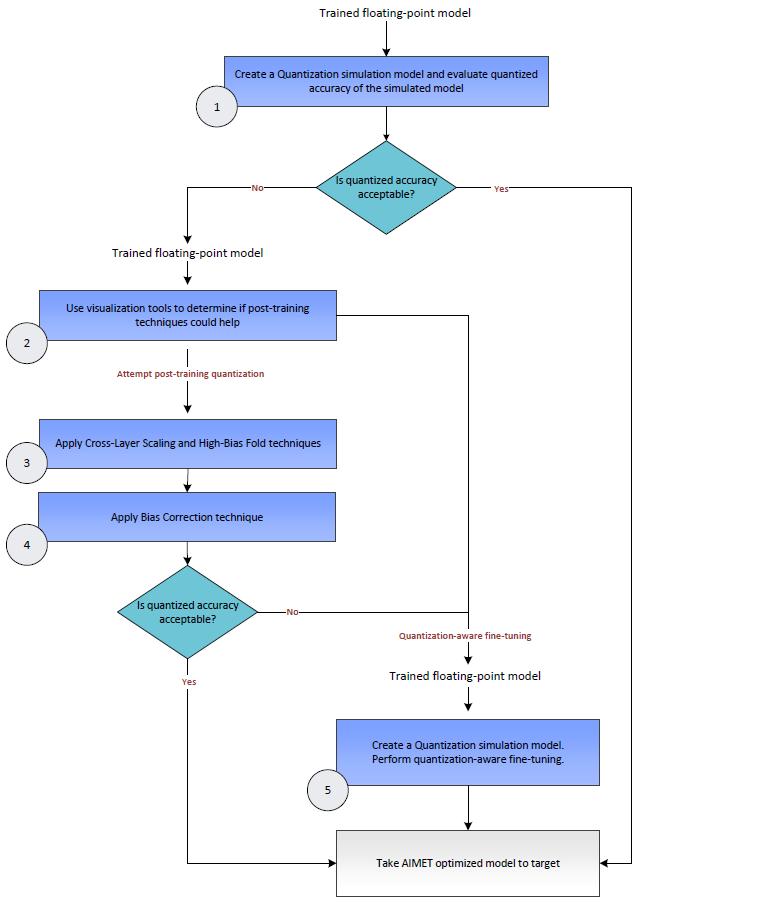 Trained floating-point model
Create a Quantization simulation model and evaluate quantized
accuracy of the simulated model
1
Is quantized accuracy
acceptable?
No
Yes
Trained floating-point model
Use visualization tools to determine if post-training
techniques could help
2
Attempt post-training quantization
Apply Cross-Layer Scaling and High-Bias Fold techniques
3
Apply Bias Correction technique
4
Is quantized accuracy
acceptable?
No
Quantization-aware fine-tuning
Yes
Trained floating-point model
Create a Quantization simulation model.
Perform quantization-aware fine-tuning.
5
Take AIMET optimized model to target